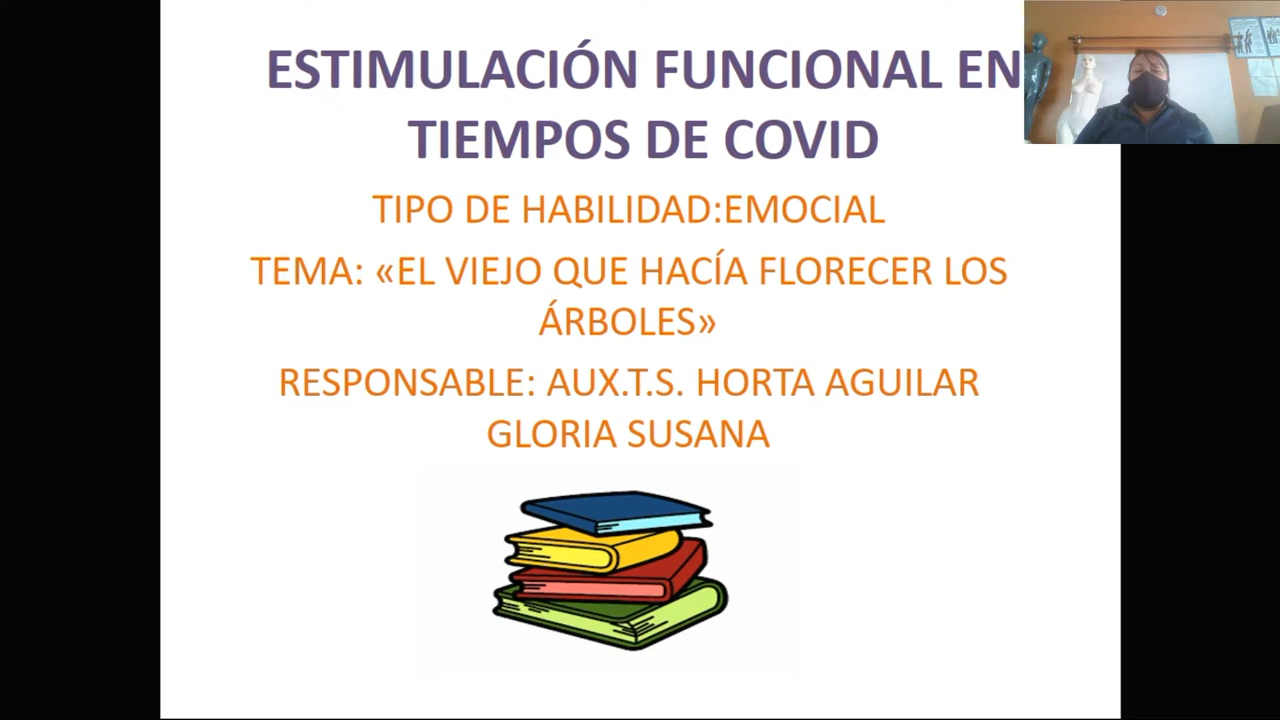 ESTIMULACIÓN FUNCIONAL EN
TIEMPOS DE COVID
TIPO DE HABILIDAD:EMOCIAL
TEMA: «EL VIEJO QUE HACÍA FLORECER LOS
ÁRBOLES»
RESPONSABLE: AUX.T.S. HORTA AGUILAR
GLORIA SUSANA